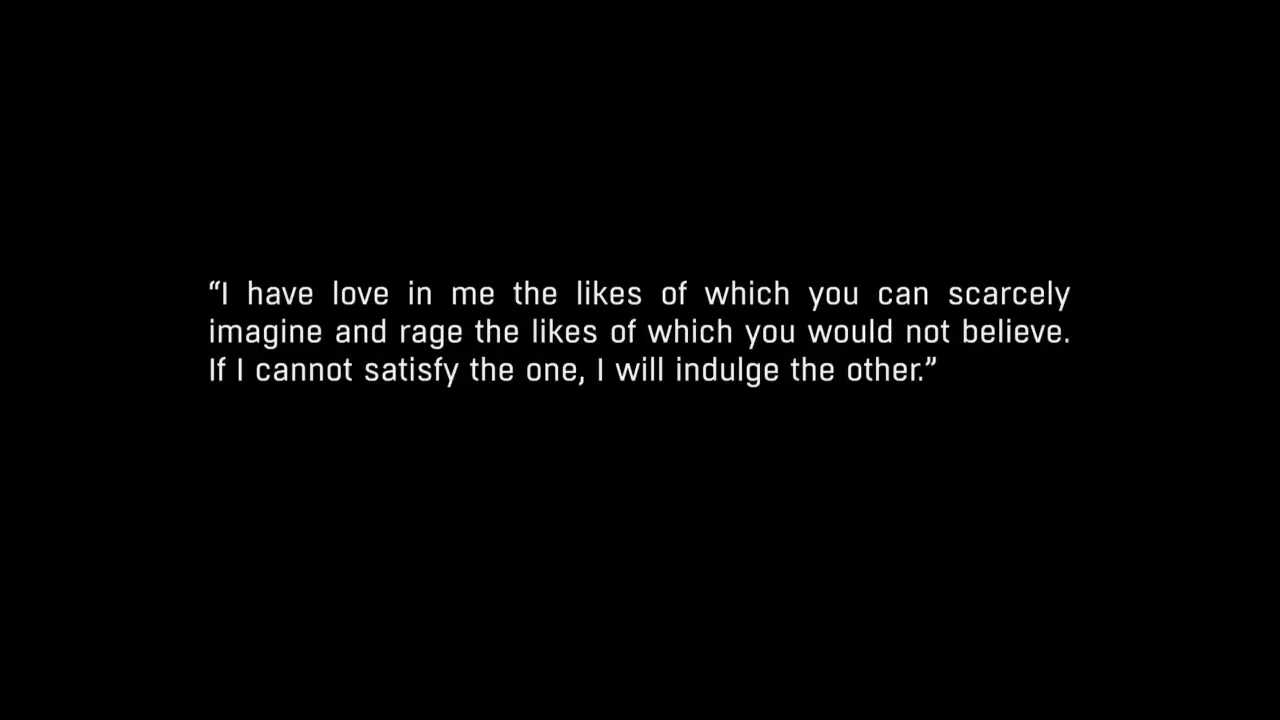 “I have love in me the likes of which you can scarcely
imagine and rage the likes of which you would not believe.
If I cannot satisfy the one, I will indulge the other.”